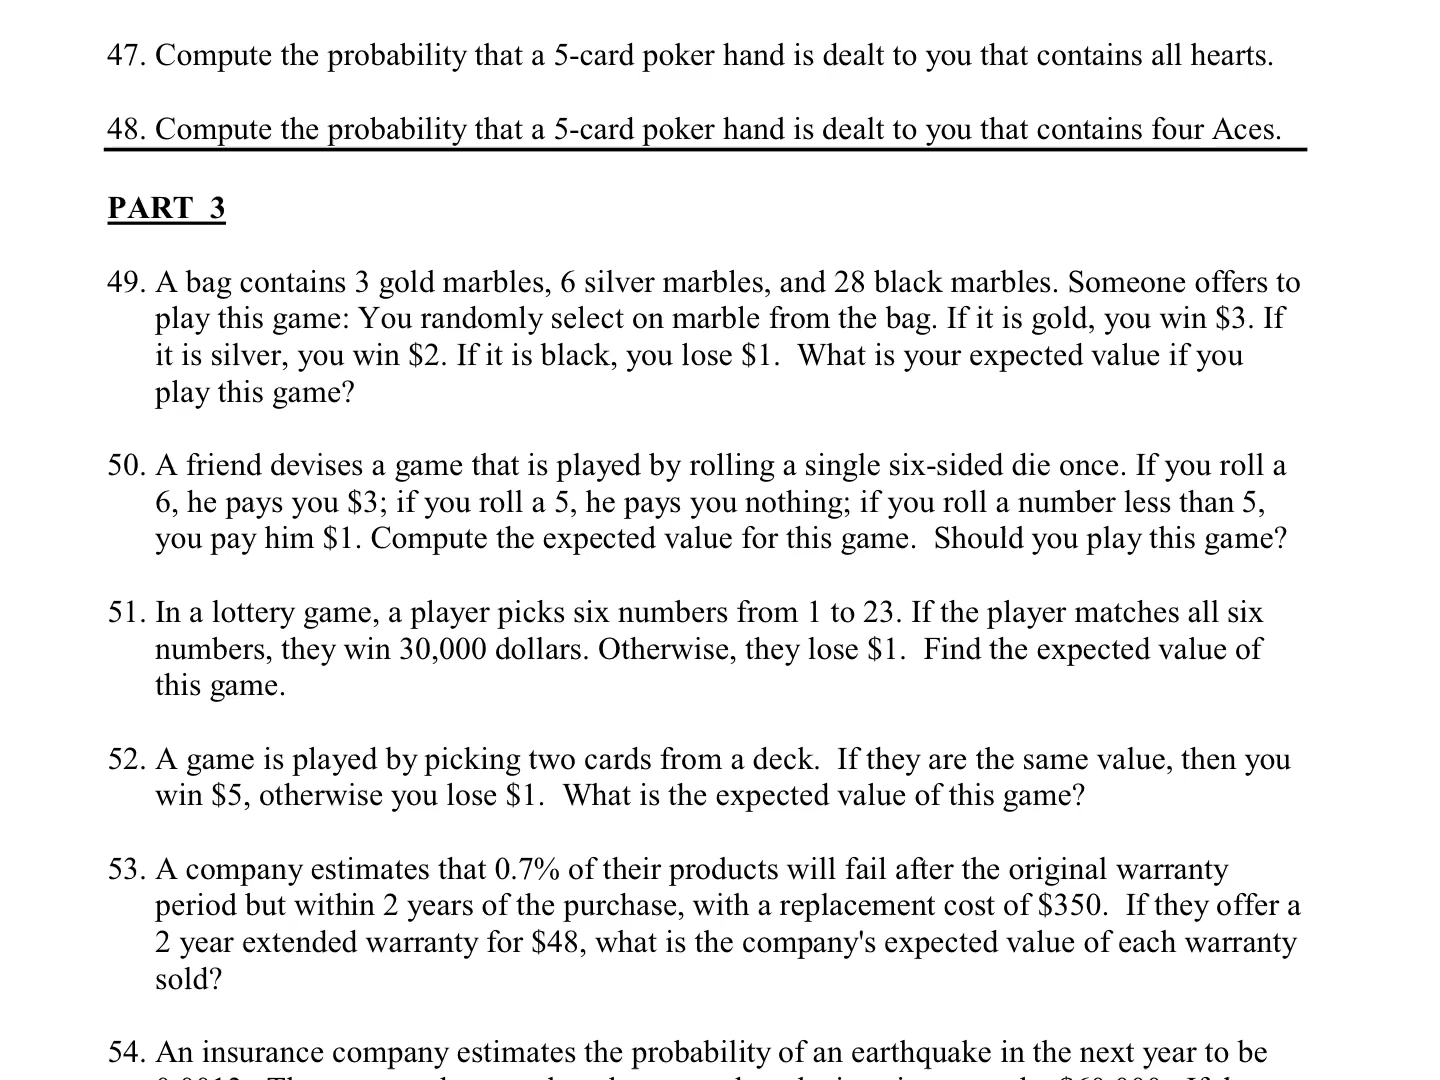 47. Compute the probability that a 5-card poker hand is dealt to you that contains all hearts.
48. Compute the probability that a 5-card poker hand is dealt to you that contains four Aces.
PART 3
49. A bag contains 3 gold marbles, 6 silver marbles, and 28 black marbles. Someone offers to
play this game: You randomly select on marble from the bag. If it is gold, you win $3. If
it is silver, you win $2. If it is black, you lose $1. What is your expected value if you
play this game?
50. A friend devises a game that is played by rolling a single six-sided die once. If you roll a
6, he pays you $3; if you roll a 5, he pays you nothing; if you roll a number less than 5,
you pay him $1. Compute the expected value for this game. Should you play this game?
51. In a lottery game, a player picks six numbers from 1 to 23. If the player matches all six
numbers, they win 30,000 dollars. Otherwise, they lose $1. Find the expected value of
this game.
52. A game is played by picking two cards from a deck. If they are the same value, then you
win $5, otherwise you lose $1. What is the expected value of this game?
53. A company estimates that 0.7% of their products will fail after the original warranty
period but within 2 years of the purchase, with a replacement cost of $350. If they offer a
2 year extended warranty for $48, what is the company's expected value of each warranty
sold?
54. An insurance company estimates the probability of an earthquake in the next year to be